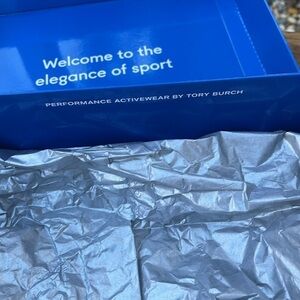 Welcome to the
elegance of sport
PERFORMANCE ACTIVEWEAR BY TORY BURCH